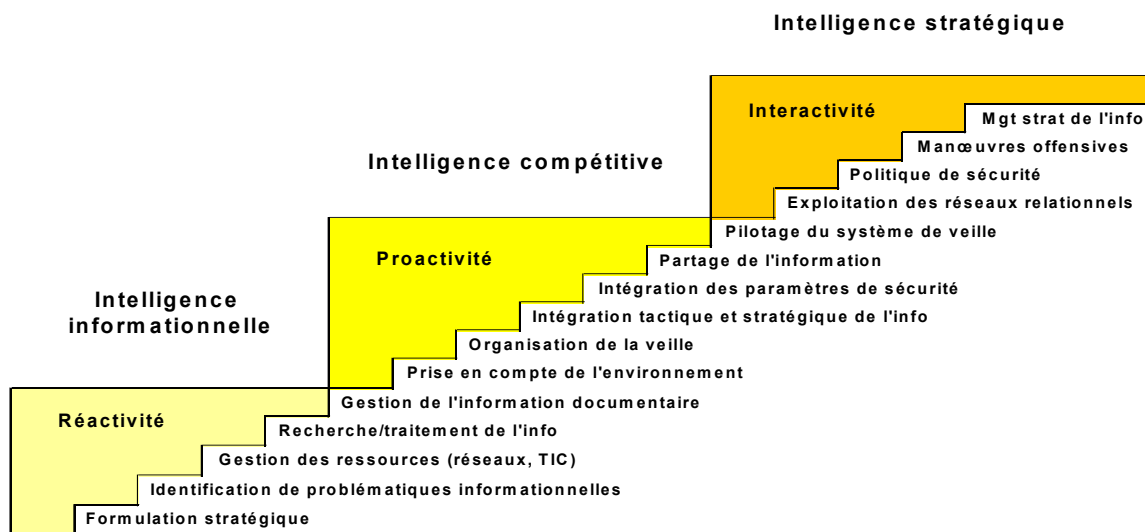 Intelligence stratégique
Interactivité
Mgt strat de l'info
Manœuvres offensives
Politique de sécurité
Exploitation des réseaux relationnels
Intelligence compétitive
Pilotage du système de veille
Proactivité
Partage de l'information
Intégration des paramètres de sécurité
Intégration tactique et stratégique de l'info
Organisation de la veille
Prise en compte de l'environnement
Intelligence
informationnelle
Gestion de l'information documentaire
Réactivité
Recherche/traitement de l'info
Gestion des ressources (réseaux, TIC)
Identification de problématiques informationnelles
Formulation stratégique